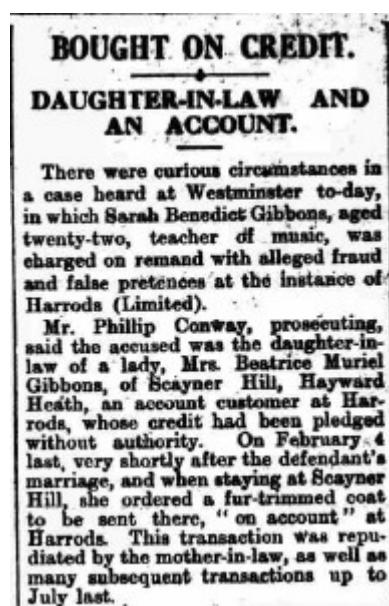 BOUGHT ON CREDIT.
DAUGHTER-IN-LAW AND
AN ACCOUNT.
There were curious circumstances in
a case heard at Westminster to-day,
in which Sarah Benedict Gibbons, aged
twenty-two, teacher of music, was
charged on remand with alleged fraud
and false pretences at the instance of
Harrods (Limited).
Mr. Phillip Conway, prosecuting,
said the accused was the daughter-in-
law of a lady, Mrs. Beatrice Muriel
Gibbons, of Scayner Hill, Hayward
Heath, an account customer at Har-
rods, whose credit had been pledged
without authority. On February
last, very shortly after the defendant's
marriage, and when staying at Scayner
Hill, she ordered a fur-trimmed coat
to be sent there, "on account" at
Harrods. This transaction was repu-
diated by the mother-in-law, as well as
many subsequent transactions up to
July last.